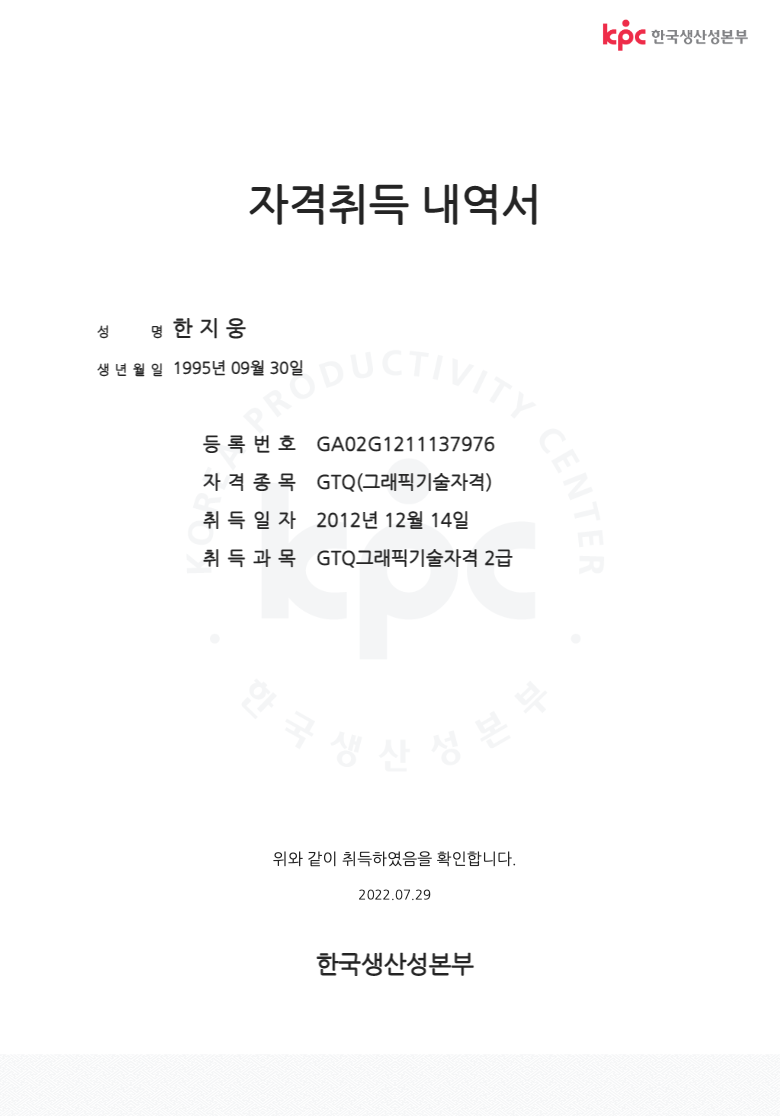 kpc 한국생산성본부
자격취득 내역서
성 명 한 지 웅
생 년 월 일 1995년 09월 30일
등 록 번 호 GA02G1211137976
자 격 종 목 GTQ(그래픽기술자격)
취 득 일 자 2012년 12월 14일
취 득 과 목 GTQ그래픽기술자격 2급
KOREA PRODUCTIVITY CENTER
kpc
한국생산성본부
위와 같이 취득하였음을 확인합니다.
2022.07.29
한국생산성본부